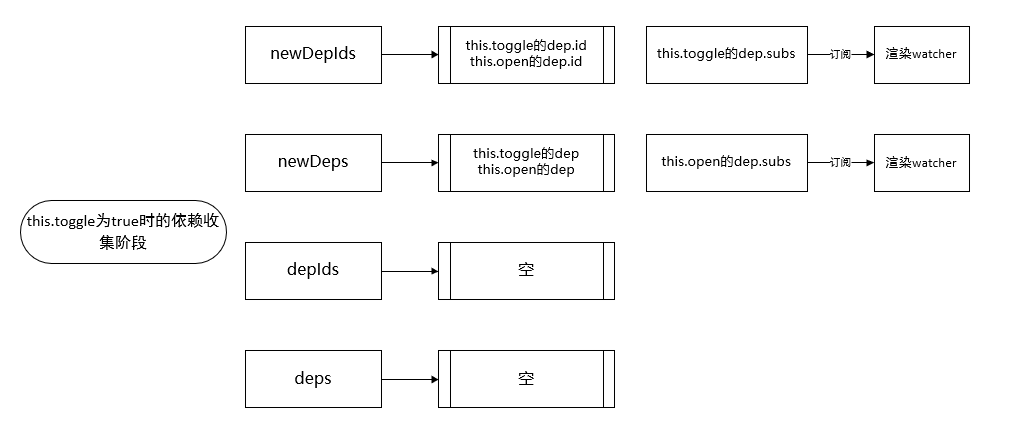 newDepIds
this.toggle的dep.id
this.open的dep.id
this.toggle的dep.subs
订阅
渲染watcher
newDeps
this.toggle的dep
this.open的dep
this.open的dep.subs
订阅
渲染watcher
this.toggle为true时的依赖收
集阶段
depIds
空
deps
空